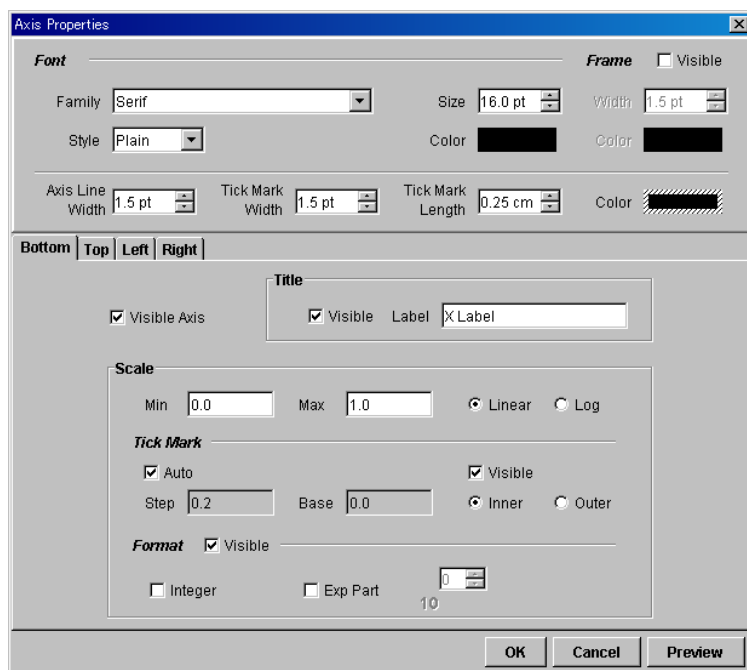 Axis Properties
Font Frame Visible
Family Serif Size 16.0 pt Width 1.5 pt
Style Plain Color Color
Axis Line Width 1.5 pt Tick Mark Width 1.5 pt Tick Mark Length 0.25 cm Color
Bottom Top Left Right
Title
Visible Axis Visible Label X Label
Scale
Min 0.0 Max 1.0 Linear Log
Tick Mark
Auto Visible
Step 0.2 Base 0.0 Inner Outer
Format Visible
Integer Exp Part 10 0
OK Cancel Preview